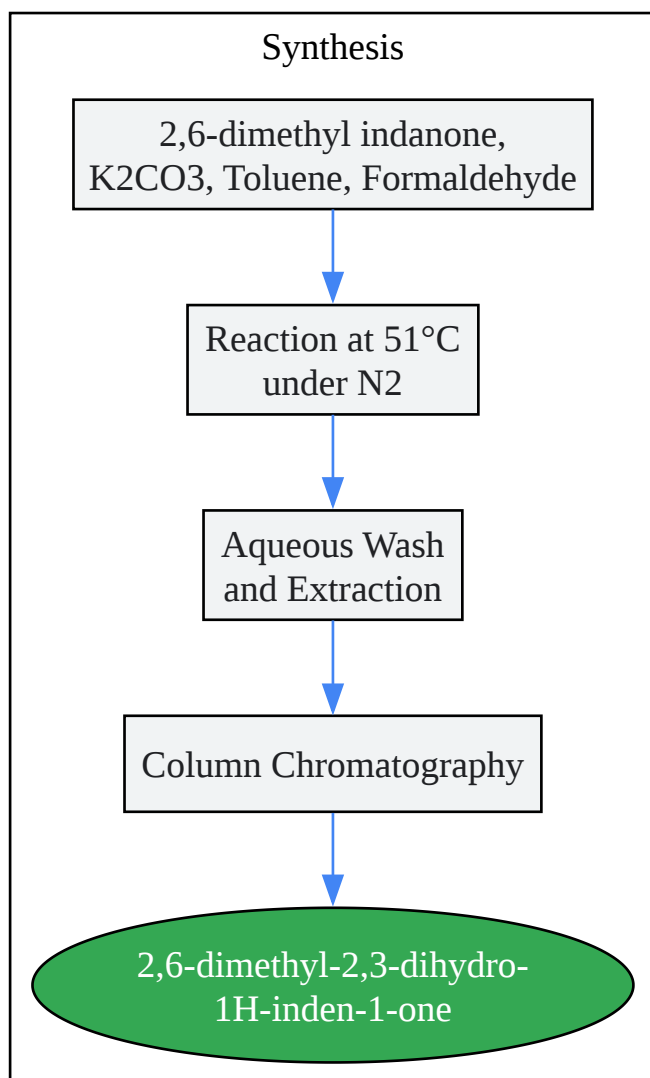 Synthesis
2,6-dimethyl indanone,
K2CO3, Toluene, Formaldehyde
Reaction at 51°C
under N2
Aqueous Wash
and Extraction
Column Chromatography
2,6-dimethyl-2,3-dihydro-
1H-inden-1-one